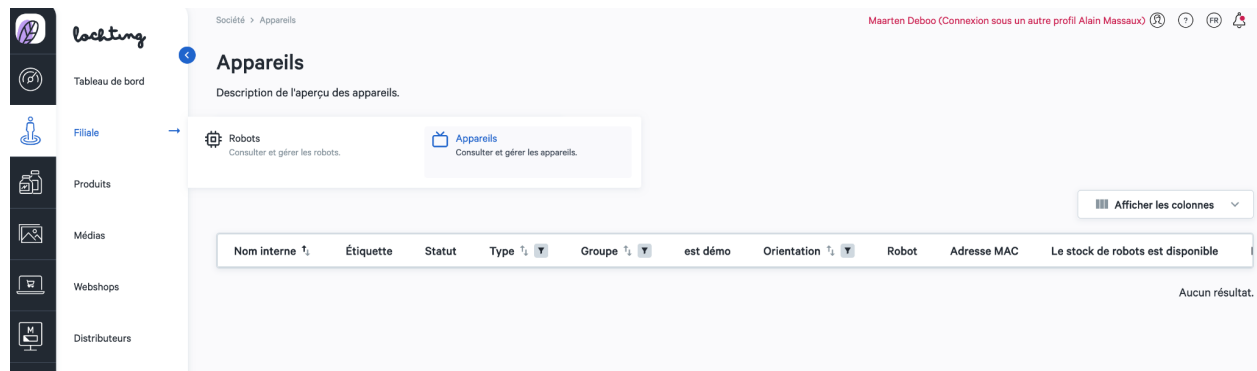 Société > Appareils
Maarten Deboo (Connexion sous un autre profil Alain Massaux)
?
FR
lochting
Appareils
Description de l'aperçu des appareils.
Tableau de bord
Filiale →
Robots
Consulter et gérer les robots.
Appareils
Consulter et gérer les appareils.
Produits
Médias
Webshops
M
Distributeurs
Afficher les colonnes
Nom interne Étiquette Statut Type Groupe est démo Orientation Robot Adresse MAC Le stock de robots est disponible
Aucun résultat.